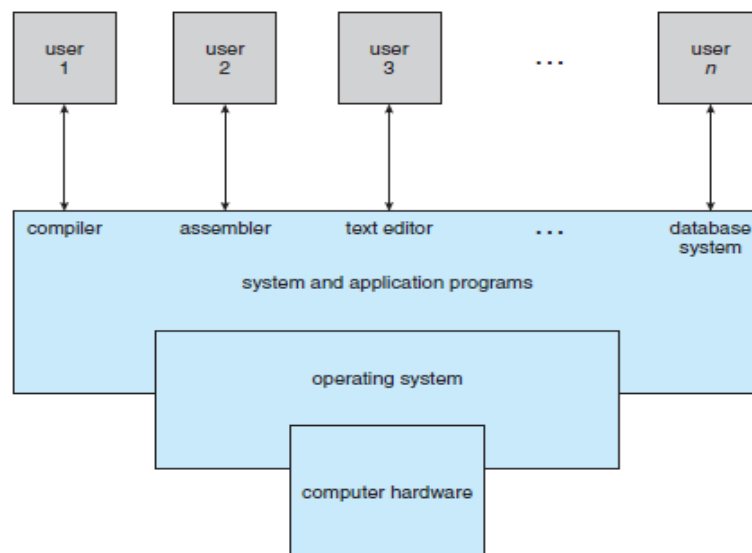 user
1
user
2
user
3
...
user
n
compiler
assembler
text editor
...
database
system
system and application programs
operating system
computer hardware